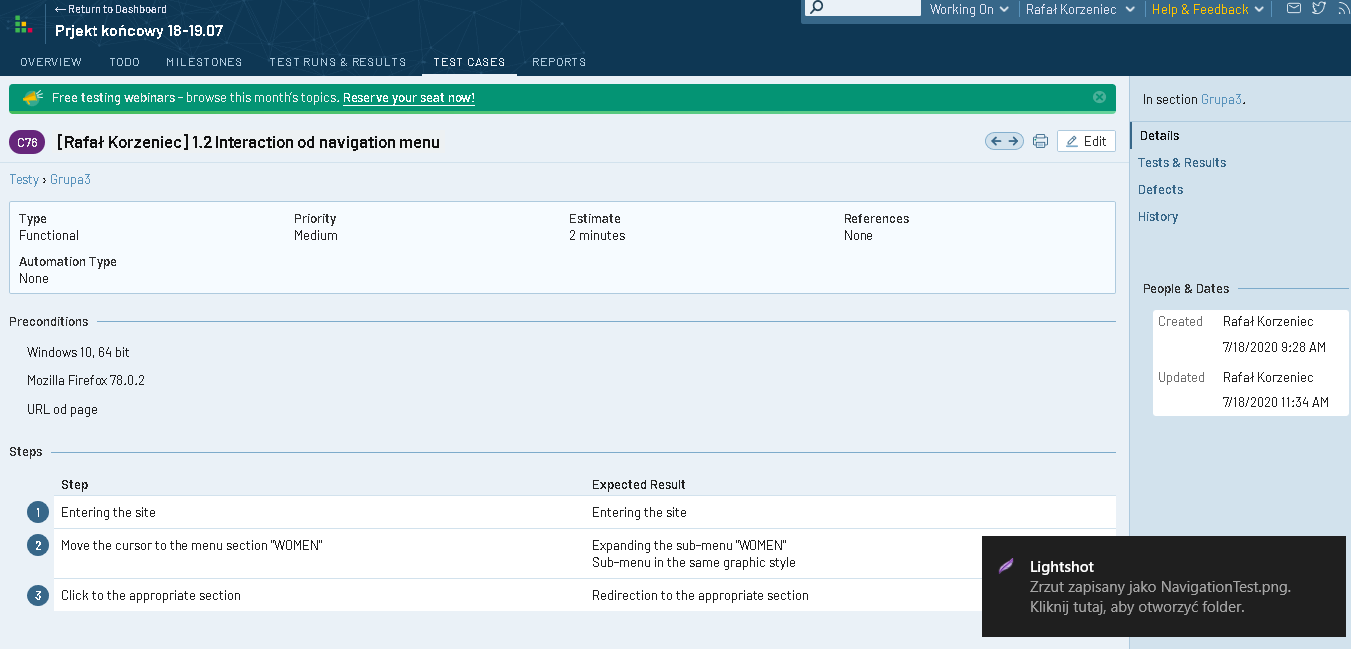 ←Return to Dashboard
Prjekt końcowy 18-19.07
Working On
Rafał Korzeniec
Help & Feedback
OVERVIEW TODO MILESTONES TEST RUNS & RESULTS TEST CASES REPORTS
Free testing webinars – browse this month's topics. Reserve your seat now!
C76 [Rafał Korzeniec] 1.2 Interaction od navigation menu
Edit
Testy › Grupa3
Type Priority Estimate References
Functional Medium 2 minutes None
Automation Type
None
Preconditions
Windows 10, 64 bit
Mozilla Firefox 78.0.2
URL od page
Steps
Step Expected Result
1 Entering the site Entering the site
2 Move the cursor to the menu section "WOMEN" Expanding the sub-menu "WOMEN"
Sub-menu in the same graphic style
3 Click to the appropriate section Redirection to the appropriate section
In section Grupa3.
Details
Tests & Results
Defects
History
People & Dates
Created Rafał Korzeniec
7/18/2020 9:28 AM
Updated Rafał Korzeniec
7/18/2020 11:34 AM
Lightshot
Zrzut zapisany jako NavigationTest.png.
Kliknij tutaj, aby otworzyć folder.